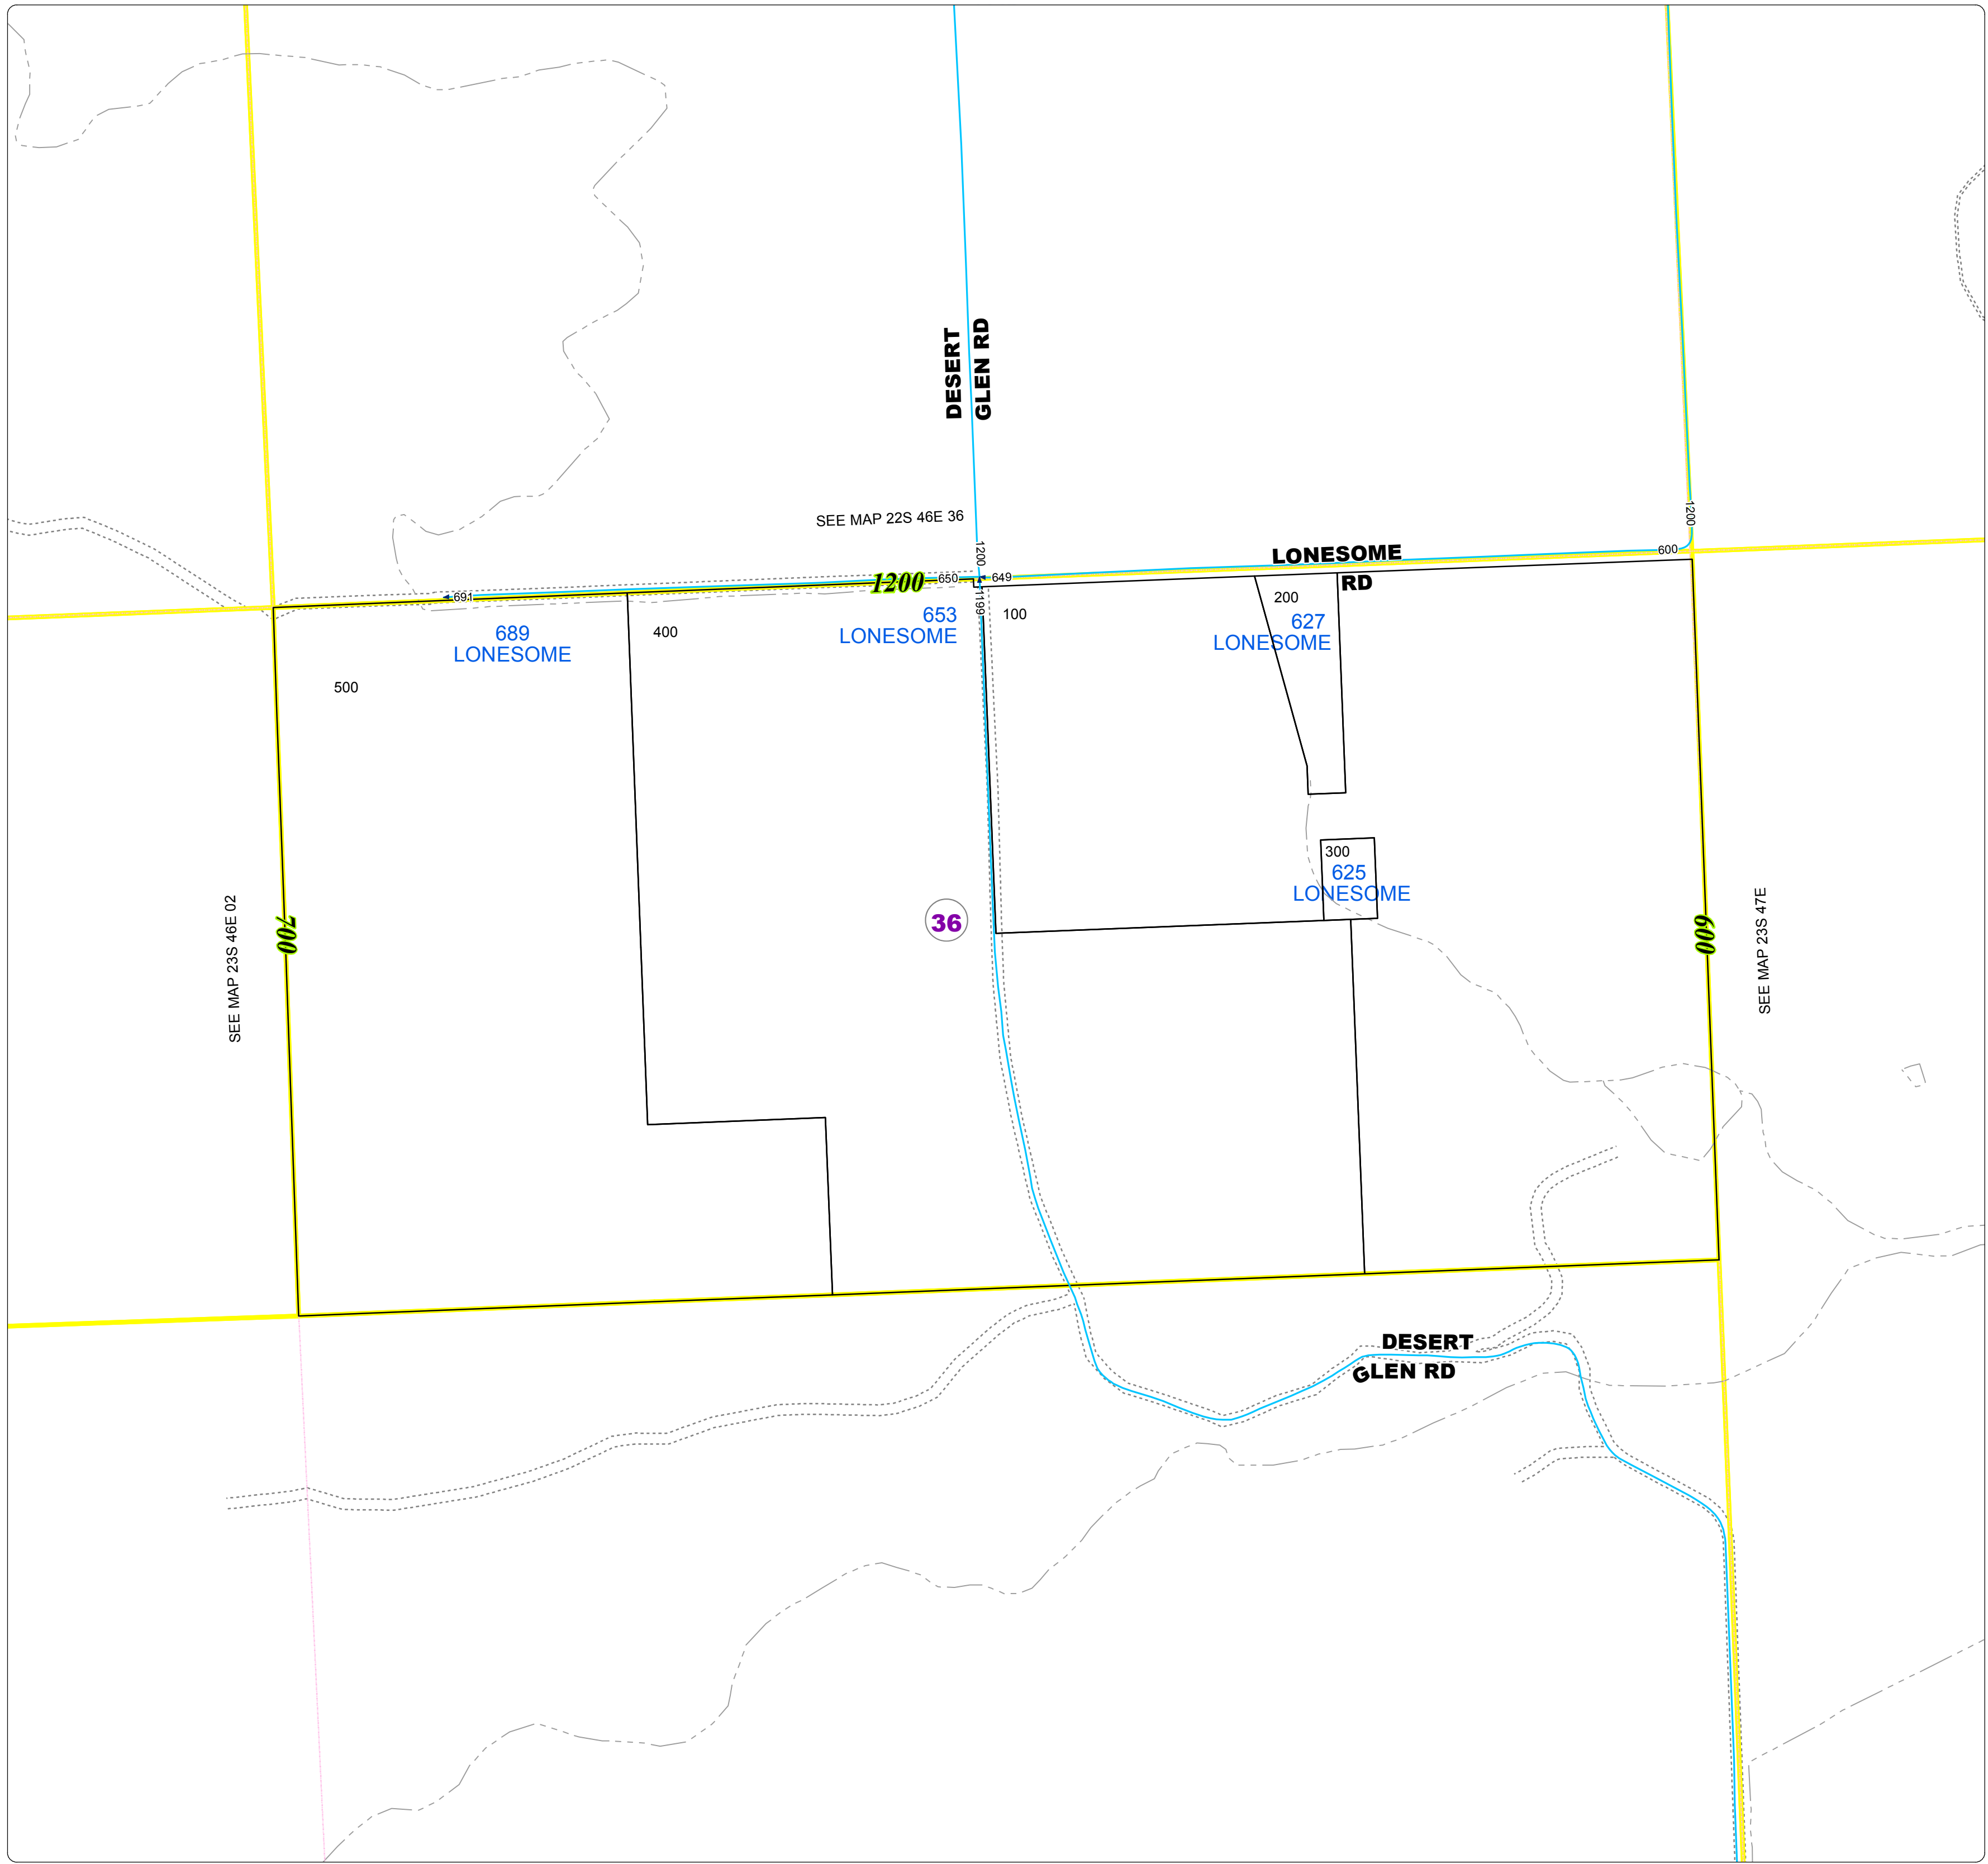 DESERT
GLEN RD
SEE MAP 22S 46E 36
1200
1200
LONESOME
RD
600
649
650
1200
691
1199
100
200
627
LONESOME
653
LONESOME
689
LONESOME
400
500
300
625
LONESOME
36
SEE MAP 23S 46E 02
700
600
SEE MAP 23S 47E
DESERT
GLEN RD